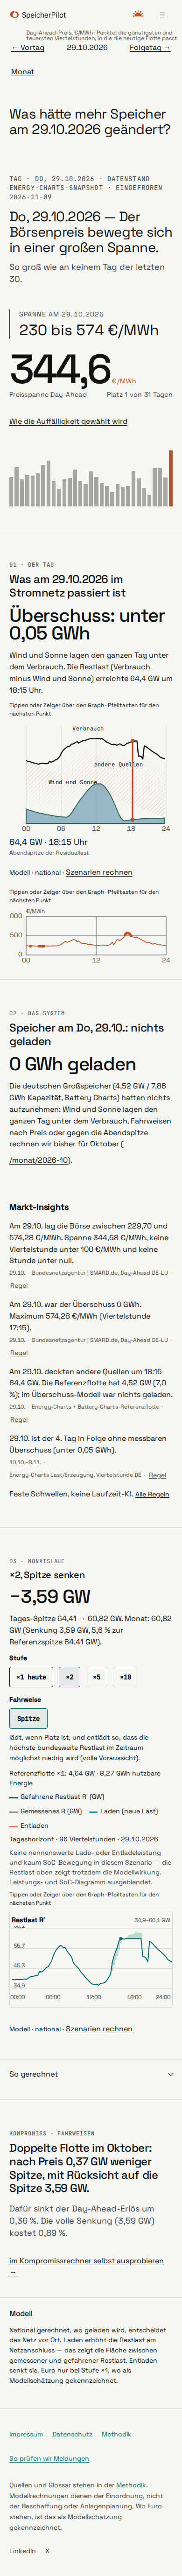 SpeicherPilot
Day-Ahead-Preis, €/MWh · Punkte: die günstigsten und
teuersten Viertelstunden, in die die heutige Flotte passt
← Vortag 29.10.2026 Folgetag →
Monat
Was hätte mehr Speicher
am 29.10.2026 geändert?
TAG · DO, 29.10.2026 · DATENSTAND
ENERGY-CHARTS-SNAPSHOT · EINGEFROREN
2026-11-09
Do, 29.10.2026 — Der
Börsenpreis bewegte sich
in einer großen Spanne.
So groß wie an keinem Tag der letzten
30.
SPANNE AM 29.10.2026
230 bis 574 €/MWh
344,6 €/MWh
Preisspanne Day-Ahead Platz 1 von 31 Tagen
Wie die Auffälligkeit gewählt wird
01 · DER TAG
Was am 29.10.2026 im
Stromnetz passiert ist
Überschuss: unter
0,05 GWh
Wind und Sonne lagen den ganzen Tag unter
dem Verbrauch. Die Restlast (Verbrauch
minus Wind und Sonne) erreichte 64,4 GW um
18:15 Uhr.
Tippen oder Zeiger über den Graph · Pfeiltasten für den
nächsten Punkt
Verbrauch
andere Quellen
Wind und Sonne
00 06 12 18 24
64,4 GW · 18:15 Uhr
Abendspitze der Residuallast
Modell · national · Szenarien rechnen
Tippen oder Zeiger über den Graph · Pfeiltasten für den
nächsten Punkt
€/MWh
000
500
0
00 12 24
02 · DAS SYSTEM
Speicher am Do, 29.10.: nichts
geladen
0 GWh geladen
Die deutschen Großspeicher (4,52 GW / 7,86
GWh Kapazität, Battery Charts) hatten nichts
aufzunehmen: Wind und Sonne lagen den
ganzen Tag unter dem Verbrauch. Fahrweisen
nach Preis oder gegen die Abendspitze
rechnen wir bisher für Oktober (
/monat/2026-10).
Markt-Insights
Am 29.10. lag die Börse zwischen 229,70 und
574,28 €/MWh. Spanne 344,58 €/MWh, keine
Viertelstunde unter 100 €/MWh und keine
Stunde unter null.
29.10. · Bundesnetzagentur | SMARD.de, Day-Ahead DE-LU ·
Regel
Am 29.10. war der Überschuss 0 GWh.
Maximum 574,28 €/MWh (Viertelstunde
17:15).
29.10. · Bundesnetzagentur | SMARD.de, Day-Ahead DE-LU ·
Regel
Am 29.10. deckten andere Quellen um 18:15
64,4 GW. Die Referenzflotte hat 4,52 GW (7,0
%); im Überschuss-Modell war nichts geladen.
29.10. · Energy-Charts + Battery-Charts-Referenzflotte ·
Regel
29.10. ist der 4. Tag in Folge ohne messbaren
Überschuss (unter 0,05 GWh).
10.10.–8.11. ·
Energy-Charts Last/Erzeugung, Viertelstunde DE · Regel
Feste Schwellen, keine Laufzeit-KI. Alle Regeln
03 · MONATSLAUF
×2, Spitze senken
−3,59 GW
Tages-Spitze 64,41 → 60,82 GW. Monat: 60,82
GW (Senkung 3,59 GW, 5,6 % zur
Referenzspitze 64,41 GW).
Stufe
×1 heute ×2 ×5 ×10
Fahrweise
Spitze
lädt, wenn Platz ist, und entlädt so, dass die
höchste bundesweite Restlast im Zeitraum
möglichst niedrig wird (volle Voraussicht).
Referenzflotte ×1: 4,64 GW · 8,27 GWh nutzbare
Energie
Gefahrene Restlast R' (GW)
Gemessenes R (GW) Laden (neue Last)
Entladen
Tageshorizont · 96 Viertelstunden · 29.10.2026
Keine nennenswerte Lade- oder Entladeleistung
und kaum SoC-Bewegung in diesem Szenario — die
Restlast oben zeigt trotzdem die Modellwirkung.
Leistungs- und SoC-Diagramm ausgeblendet.
Tippen oder Zeiger über den Graph · Pfeiltasten für den
nächsten Punkt
Restlast R' 34,9–66,1 GW
55,7
45,3
34,9
00:00 06:00 12:00 18:00 24:00
Modell · national · Szenarien rechnen
So gerechnet
KOMPROMISS · FAHRWEISEN
Doppelte Flotte im Oktober:
nach Preis 0,37 GW weniger
Spitze, mit Rücksicht auf die
Spitze 3,59 GW.
Dafür sinkt der Day-Ahead-Erlös um
0,36 %. Die volle Senkung (3,59 GW)
kostet 0,89 %.
im Kompromissrechner selbst ausprobieren
→
Modell
National gerechnet, wo geladen wird, entscheidet
das Netz vor Ort. Laden erhöht die Restlast am
Netzanschluss — das zeigt die Fläche zwischen
gemessener und gefahrener Restlast. Entladen
senkt sie. Euro nur bei Stufe ×1, wo als
Modellschätzung gekennzeichnet.
Impressum Datenschutz Methodik
So prüfen wir Meldungen
Quellen und Glossar stehen in der Methodik.
Modellrechnungen dienen der Einordnung, nicht
der Beschaffung oder Anlagenplanung. Wo Euro
stehen, ist das als Modellschätzung
gekennzeichnet.
LinkedIn X